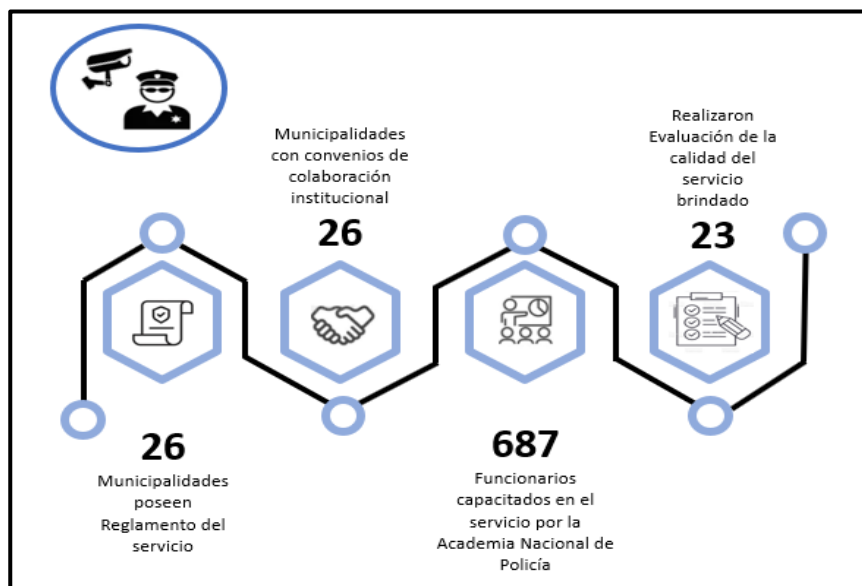 26
Municipalidades
poseen
Reglamento del
servicio
Municipalidades
con convenios de
colaboración
institucional
26
687
Funcionarios
capacitados en el
servicio por la
Academia Nacional de
Policía
Realizaron
Evaluación de la
calidad del
servicio
brindado
23